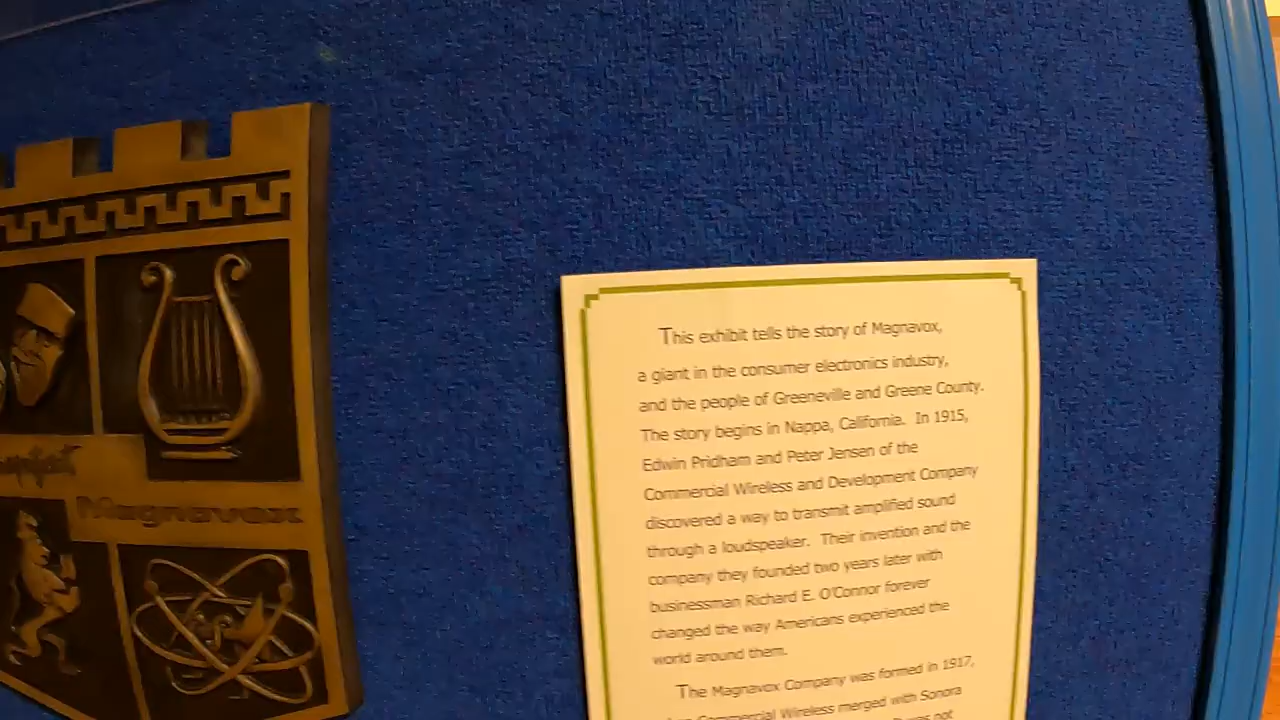 Magnavox
This exhibit tells the story of Magnavox,
a giant in the consumer electronics industry,
and the people of Greeneville and Greene County.
The story begins in Nappa, California. In 1915,
Edwin Pridham and Peter Jensen of the
Commercial Wireless and Development Company
discovered a way to transmit amplified sound
through a loudspeaker. Their invention and the
company they founded two years later with
businessman Richard E. O'Connor forever
changed the way Americans experienced the
world around them.
The Magnavox Company was formed in 1917,
Commercial Wireless merged with Sonora
was not